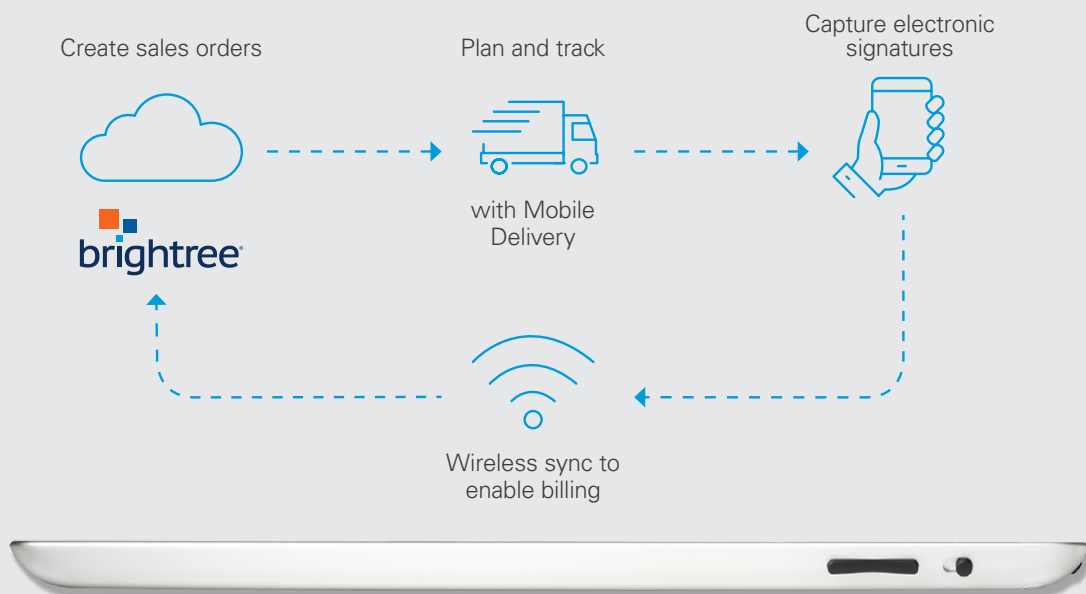 Create sales orders
Plan and track
Capture electronic
signatures
with Mobile
Delivery
brightree
Wireless sync to
enable billing